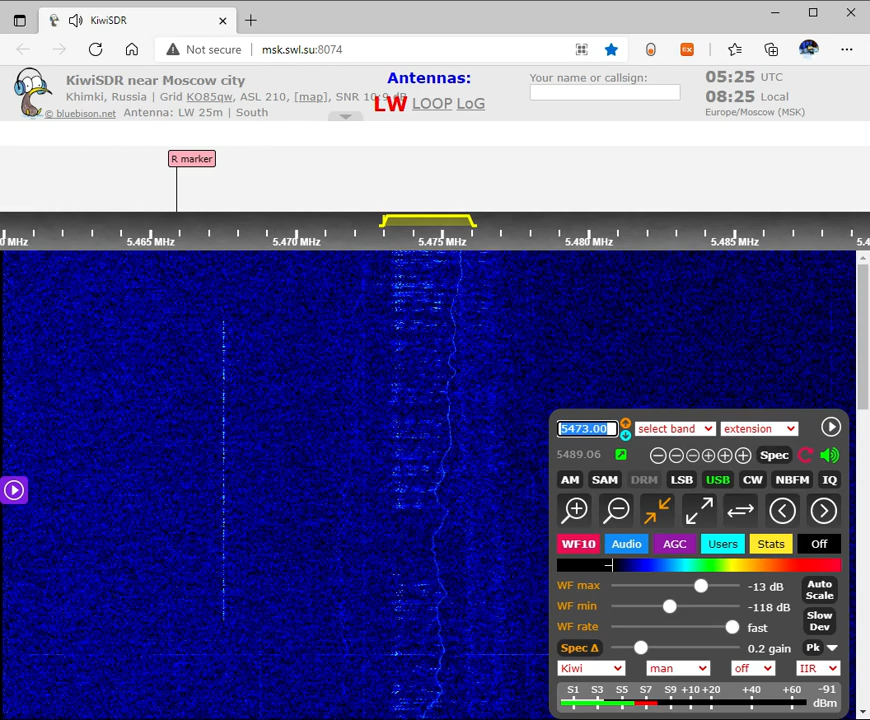 KiwiSDR
Not secure | msk.swl.su:8074
KiwiSDR near Moscow city
Khimki, Russia | Grid KO85qw, ASL 210, [map], SNR 10:9 dB
© bluebison.net Antenna: LW 25m | South
Antennas:
LW LOOP LoG
Your name or callsign:
05:25 UTC
08:25 Local
Europe/Moscow (MSK)
R marker
0 MHz 5.465 MHz 5.470 MHz 5.475 MHz 5.480 MHz 5.485 MHz 5.4
5473.00 select band extension
5489.06 Spec
AM SAM DRM LSB USB CW NBFM IQ
WF10 Audio AGC Users Stats Off
WF max -13 dB Auto Scale
WF min -118 dB
WF rate fast Slow Dev
Spec Δ 0.2 gain Pk
Kiwi man off IIR
S1 S3 S5 S7 S9 +10 +20 +40 +60 -91
dBm